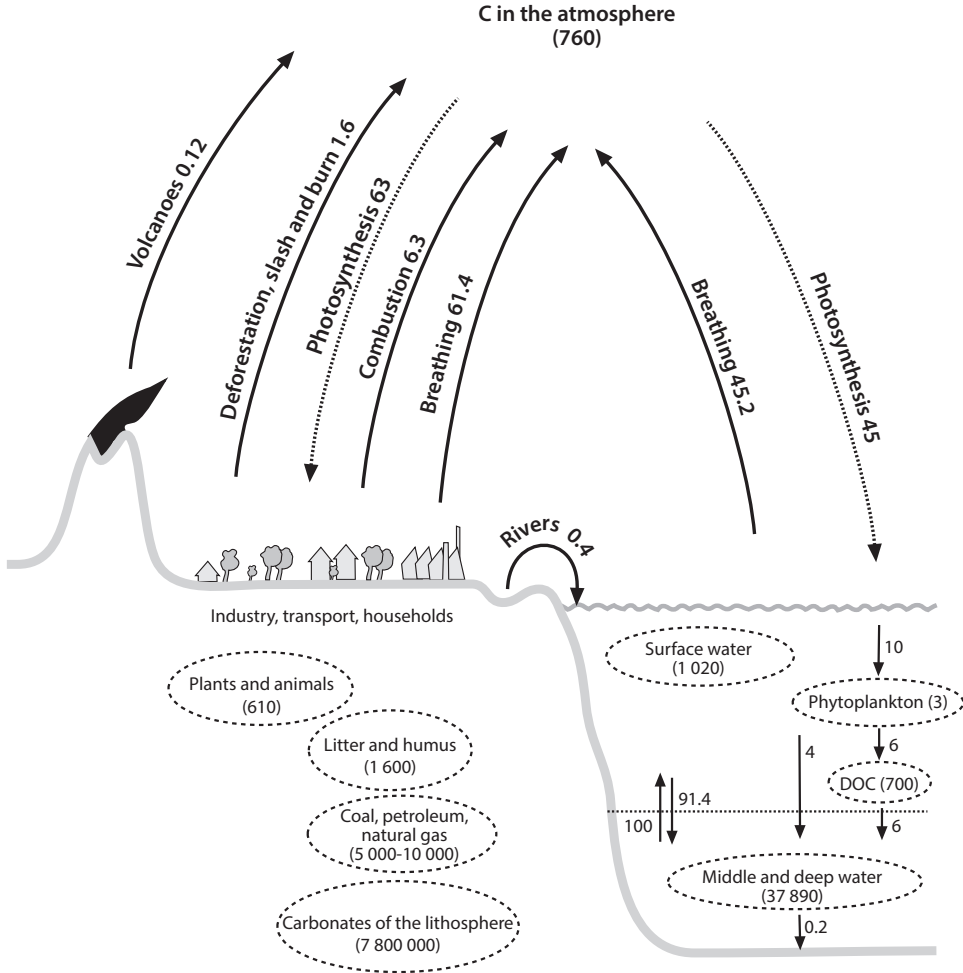 C in the atmosphere
(760)
Volcanoes 0.12
Deforestation, slash and burn 1.6
Photosynthesis 63
Combustion 6.3
Breathing 61.4
Breathing 45.2
Photosynthesis 45
Rivers 0.4
Industry, transport, households
Plants and animals
(610)
Litter and humus
(1 600)
Coal, petroleum,
natural gas
(5 000-10 000)
Carbonates of the lithosphere
(7 800 000)
Surface water
(1 020)
10
Phytoplankton (3)
4
6
DOC (700)
91.4
100
6
Middle and deep water
(37 890)
0.2